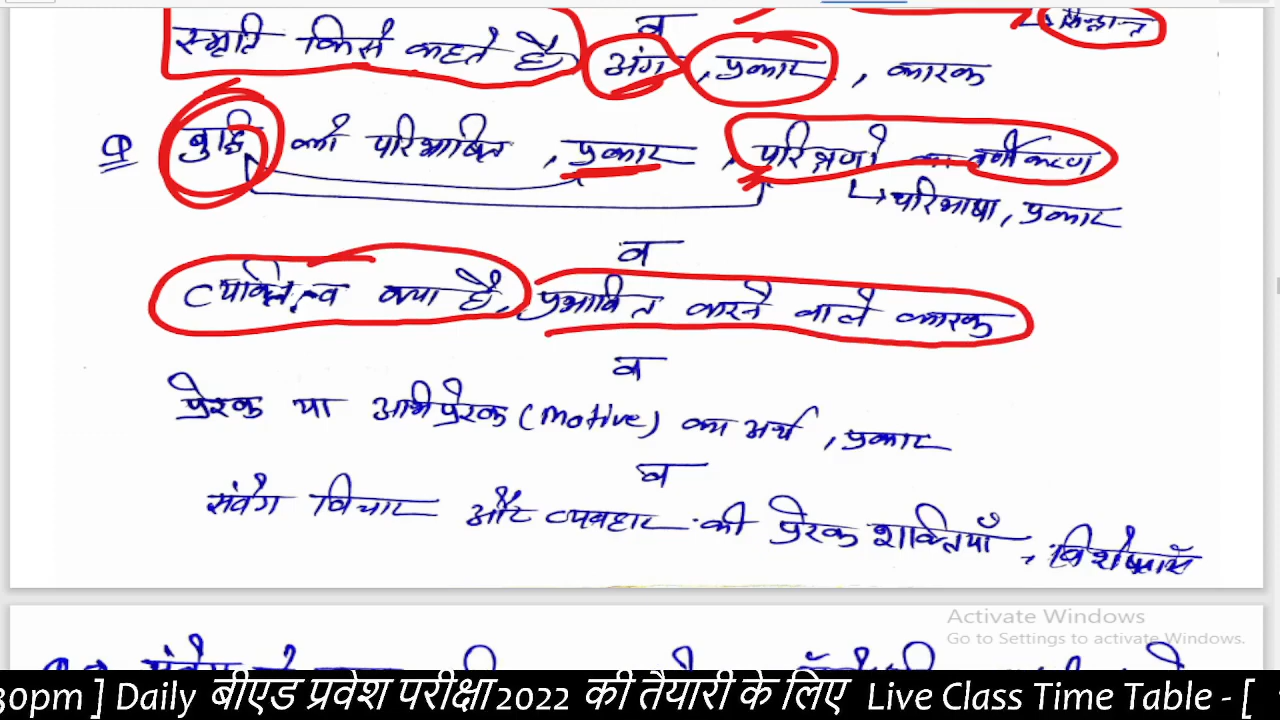 सिद्धान्त
व
स्मृति किसे कहते है, अंग, प्रकार, कारक
Q बुद्धि को परिभाषित, प्रकार, परिक्षणो का वर्गीकरण
↳ परिभाषा, प्रकार
व
व्यक्तित्व क्या है, प्रभावित करने वाले कारक
व
प्रेरक या अभिप्रेरक (Motive) का अर्थ, प्रकार
व
संवेग विचार और व्यवहार की प्रेरक शक्तियाँ, विशेषताएँ
Activate Windows
Go to Settings to activate Windows.
30pm ] Daily बीएड प्रवेश परीक्षा 2022 की तैयारी के लिए Live Class Time Table - [